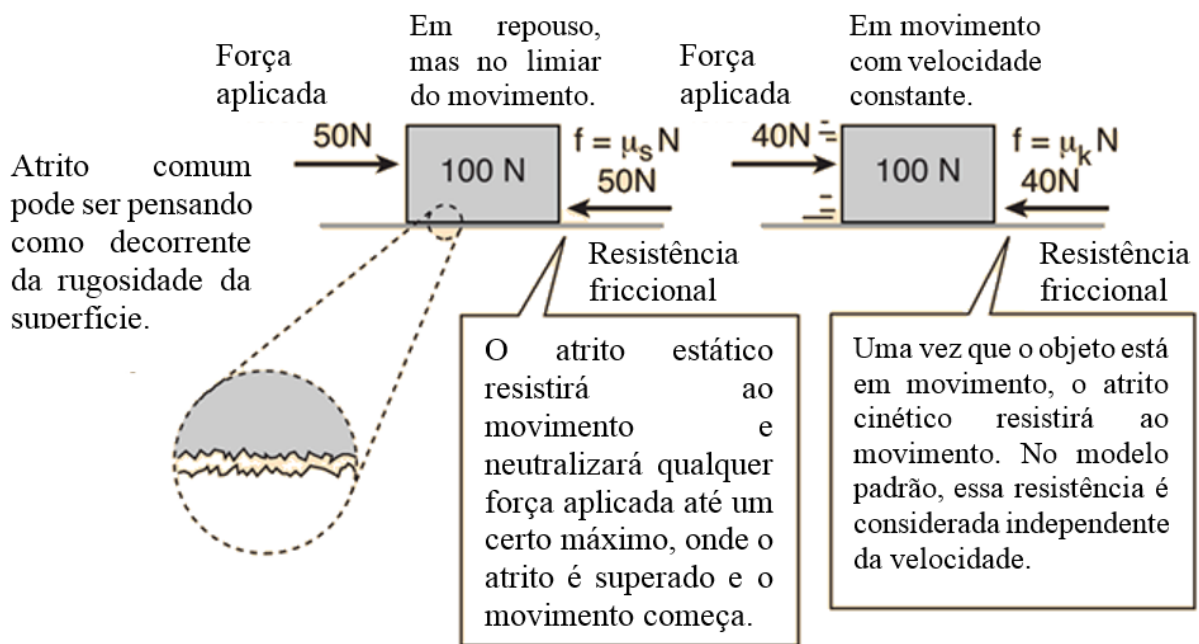 Atrito comum
pode ser pensando
como decorrente
da rugosidade da
superfície.
Força
aplicada
50N
Em repouso,
mas no limiar
do movimento.
100 N
f = μₛ N
50N
Resistência
friccional
O atrito estático
resistirá ao
movimento e
neutralizará qualquer
força aplicada até um
certo máximo, onde o
atrito é superado e o
movimento começa.
Força
aplicada
40N
Em movimento
com velocidade
constante.
100 N
f = μₖ N
40N
Resistência
friccional
Uma vez que o objeto está
em movimento, o atrito
cinético resistirá ao
movimento. No modelo
padrão, essa resistência é
considerada independente
da velocidade.